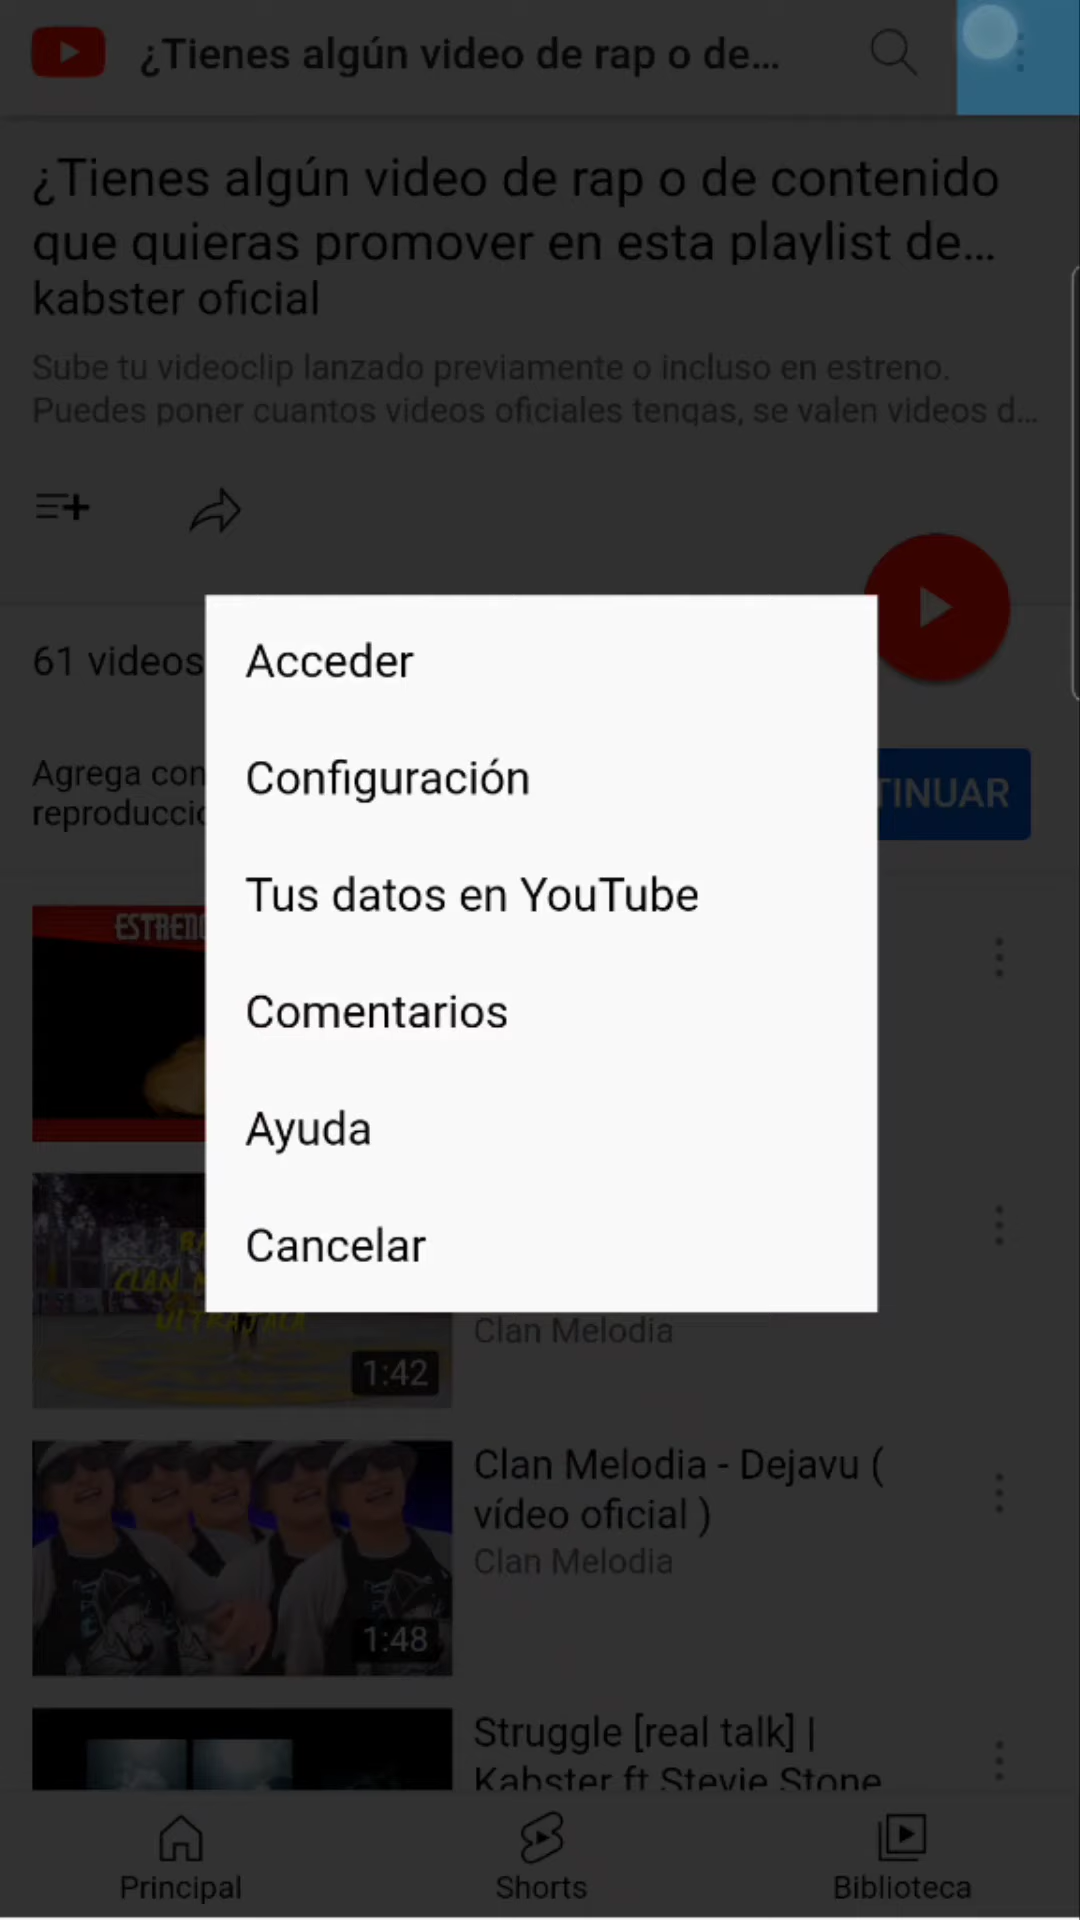 ¿Tienes algún video de rap o de...
¿Tienes algún video de rap o de contenido
que quieras promover en esta playlist de...
kabster oficial
Sube tu videoclip lanzado previamente o incluso en estreno.
Puedes poner cuantos videos oficiales tengas, se valen videos d...
61 videos
Acceder
Configuración
Tus datos en YouTube
Comentarios
Ayuda
Cancelar
Agrega
TINUAR
CLAN
ULTRAJALA
Clan Melodia
1:42
Clan Melodia - Dejavu (
vídeo oficial )
Clan Melodia
1:48
Struggle [real talk] |
Kabster ft Stevie Stone
Principal
Shorts
Biblioteca